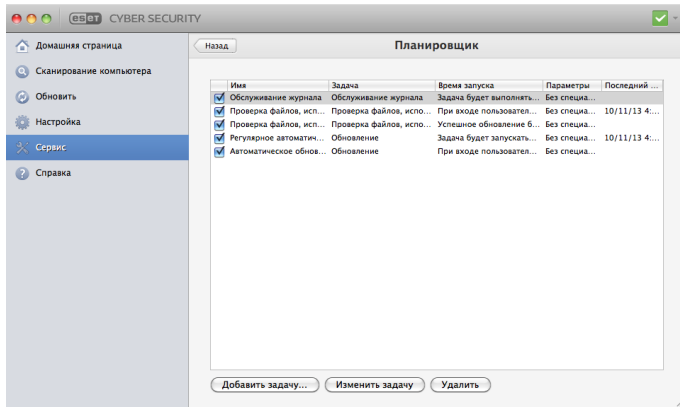 eset CYBER SECURITY
Домашняя страница
Сканирование компьютера
Обновить
Настройка
Сервис
Справка
Назад
Планировщик
Имя Задача Время запуска Параметры Последний ...
Обслуживание журнала Обслуживание журнала Задача будет выполнять... Без специа...
Проверка файлов, исп... Проверка файлов, испо... При входе пользовател... Без специа... 10/11/13 4:...
Проверка файлов, исп... Проверка файлов, испо... Успешное обновление б... Без специа...
Регулярное автоматич... Обновление Задача будет запускать... Без специа... 10/11/13 4:...
Автоматическое обнов... Обновление При входе пользовател... Без специа...
Добавить задачу... Изменить задачу Удалить